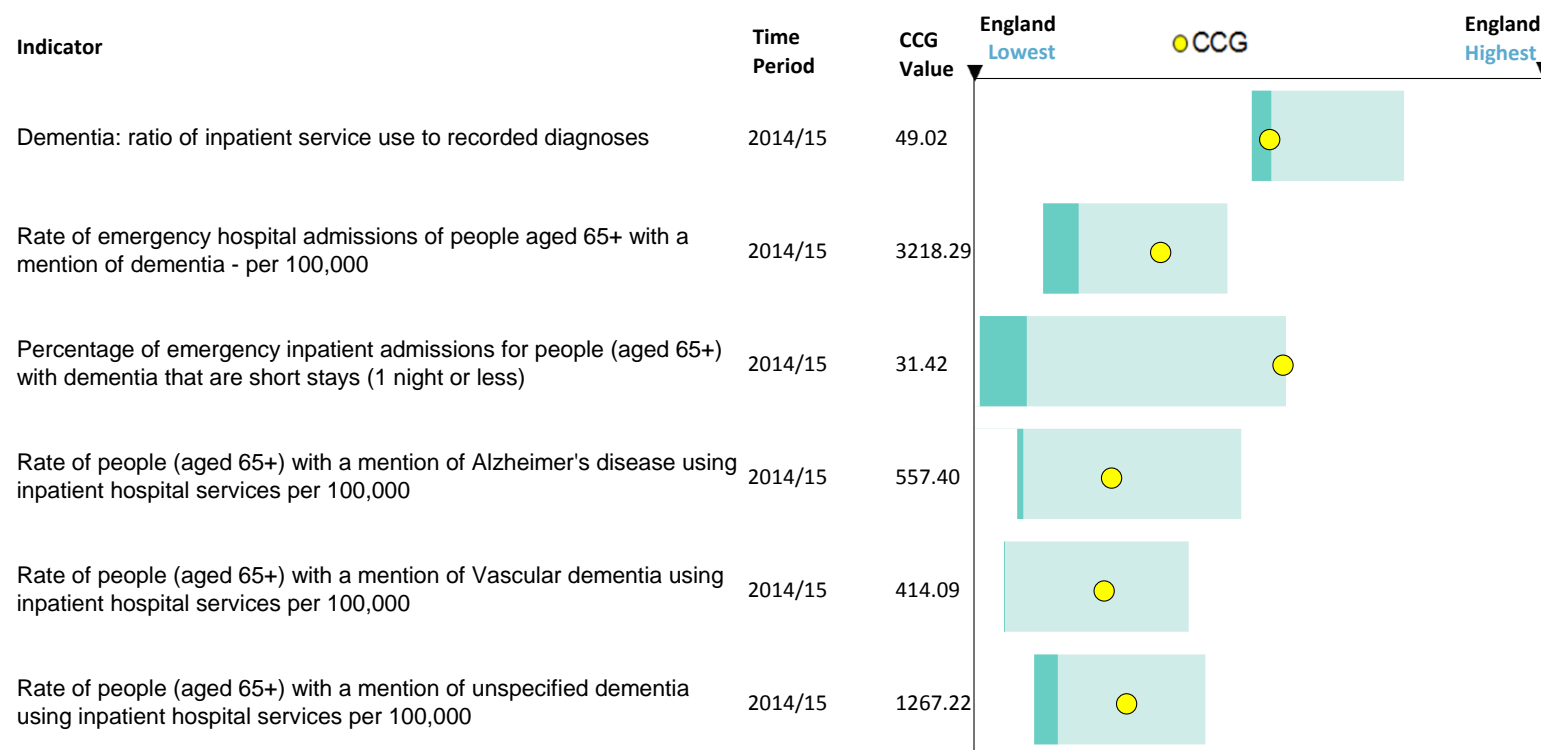 Indicator
Time
Period
CCG
Value
England
Lowest
CCG
England
Highest
Dementia: ratio of inpatient service use to recorded diagnoses
2014/15
49.02
Rate of emergency hospital admissions of people aged 65+ with a
mention of dementia - per 100,000
2014/15
3218.29
Percentage of emergency inpatient admissions for people (aged 65+)
with dementia that are short stays (1 night or less)
2014/15
31.42
Rate of people (aged 65+) with a mention of Alzheimer's disease using
inpatient hospital services per 100,000
2014/15
557.40
Rate of people (aged 65+) with a mention of Vascular dementia using
inpatient hospital services per 100,000
2014/15
414.09
Rate of people (aged 65+) with a mention of unspecified dementia
using inpatient hospital services per 100,000
2014/15
1267.22